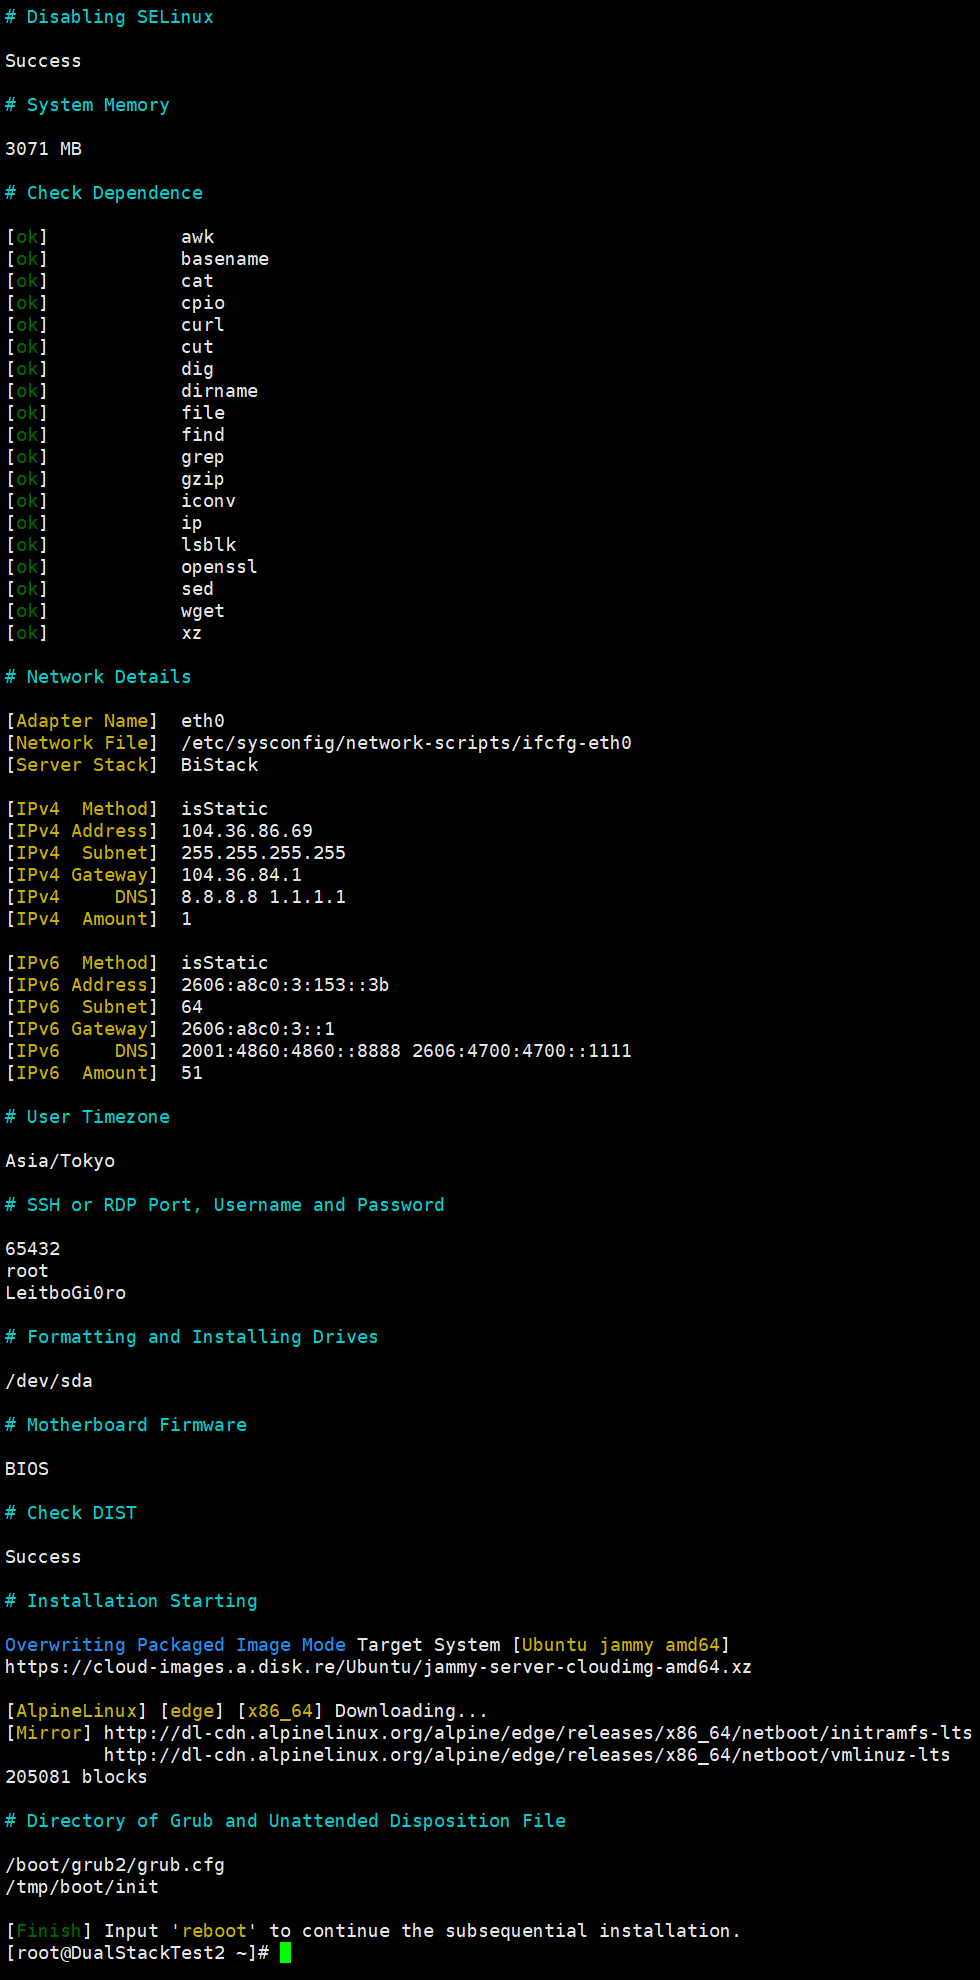 # Disabling SELinux
Success
# System Memory
3071 MB
# Check Dependence
[ok]            awk
[ok]            basename
[ok]            cat
[ok]            cpio
[ok]            curl
[ok]            cut
[ok]            dig
[ok]            dirname
[ok]            file
[ok]            find
[ok]            grep
[ok]            gzip
[ok]            iconv
[ok]            ip
[ok]            lsblk
[ok]            openssl
[ok]            sed
[ok]            wget
[ok]            xz
# Network Details
[Adapter Name]  eth0
[Network File]  /etc/sysconfig/network-scripts/ifcfg-eth0
[Server Stack]  BiStack
[IPv4  Method]  isStatic
[IPv4 Address]  104.36.86.69
[IPv4  Subnet]  255.255.255.255
[IPv4 Gateway]  104.36.84.1
[IPv4     DNS]  8.8.8.8 1.1.1.1
[IPv4  Amount]  1
[IPv6  Method]  isStatic
[IPv6 Address]  2606:a8c0:3:153::3b
[IPv6  Subnet]  64
[IPv6 Gateway]  2606:a8c0:3::1
[IPv6     DNS]  2001:4860:4860::8888 2606:4700:4700::1111
[IPv6  Amount]  51
# User Timezone
Asia/Tokyo
# SSH or RDP Port, Username and Password
65432
root
LeitboGi0ro
# Formatting and Installing Drives
/dev/sda
# Motherboard Firmware
BIOS
# Check DIST
Success
# Installation Starting
Overwriting Packaged Image Mode Target System [Ubuntu jammy amd64]
https://cloud-images.a.disk.re/Ubuntu/jammy-server-cloudimg-amd64.xz
[AlpineLinux] [edge] [x86_64] Downloading...
[Mirror] http://dl-cdn.alpinelinux.org/alpine/edge/releases/x86_64/netboot/initramfs-lts
         http://dl-cdn.alpinelinux.org/alpine/edge/releases/x86_64/netboot/vmlinuz-lts
205081 blocks
# Directory of Grub and Unattended Disposition File
/boot/grub2/grub.cfg
/tmp/boot/init
[Finish] Input 'reboot' to continue the subsequential installation.
[root@DualStackTest2 ~]#